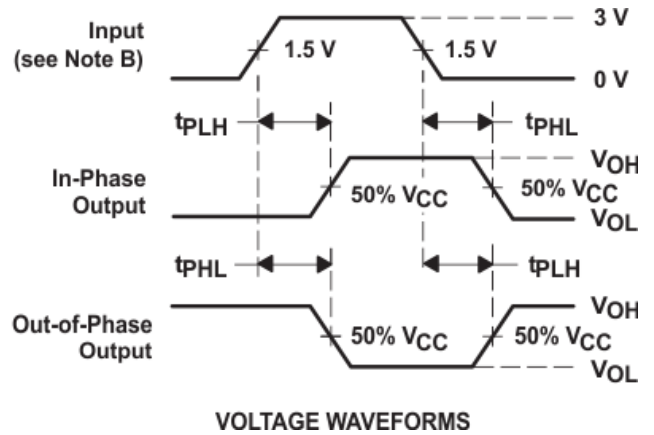 3 V
Input
(see Note B)
1.5 V
1.5 V
0 V
tPLH
tPHL
VOH
In-Phase
Output
50% VCC
50% VCC
VOL
tPHL
tPLH
VOH
Out-of-Phase
Output
50% VCC
50% VCC
VOL
VOLTAGE WAVEFORMS